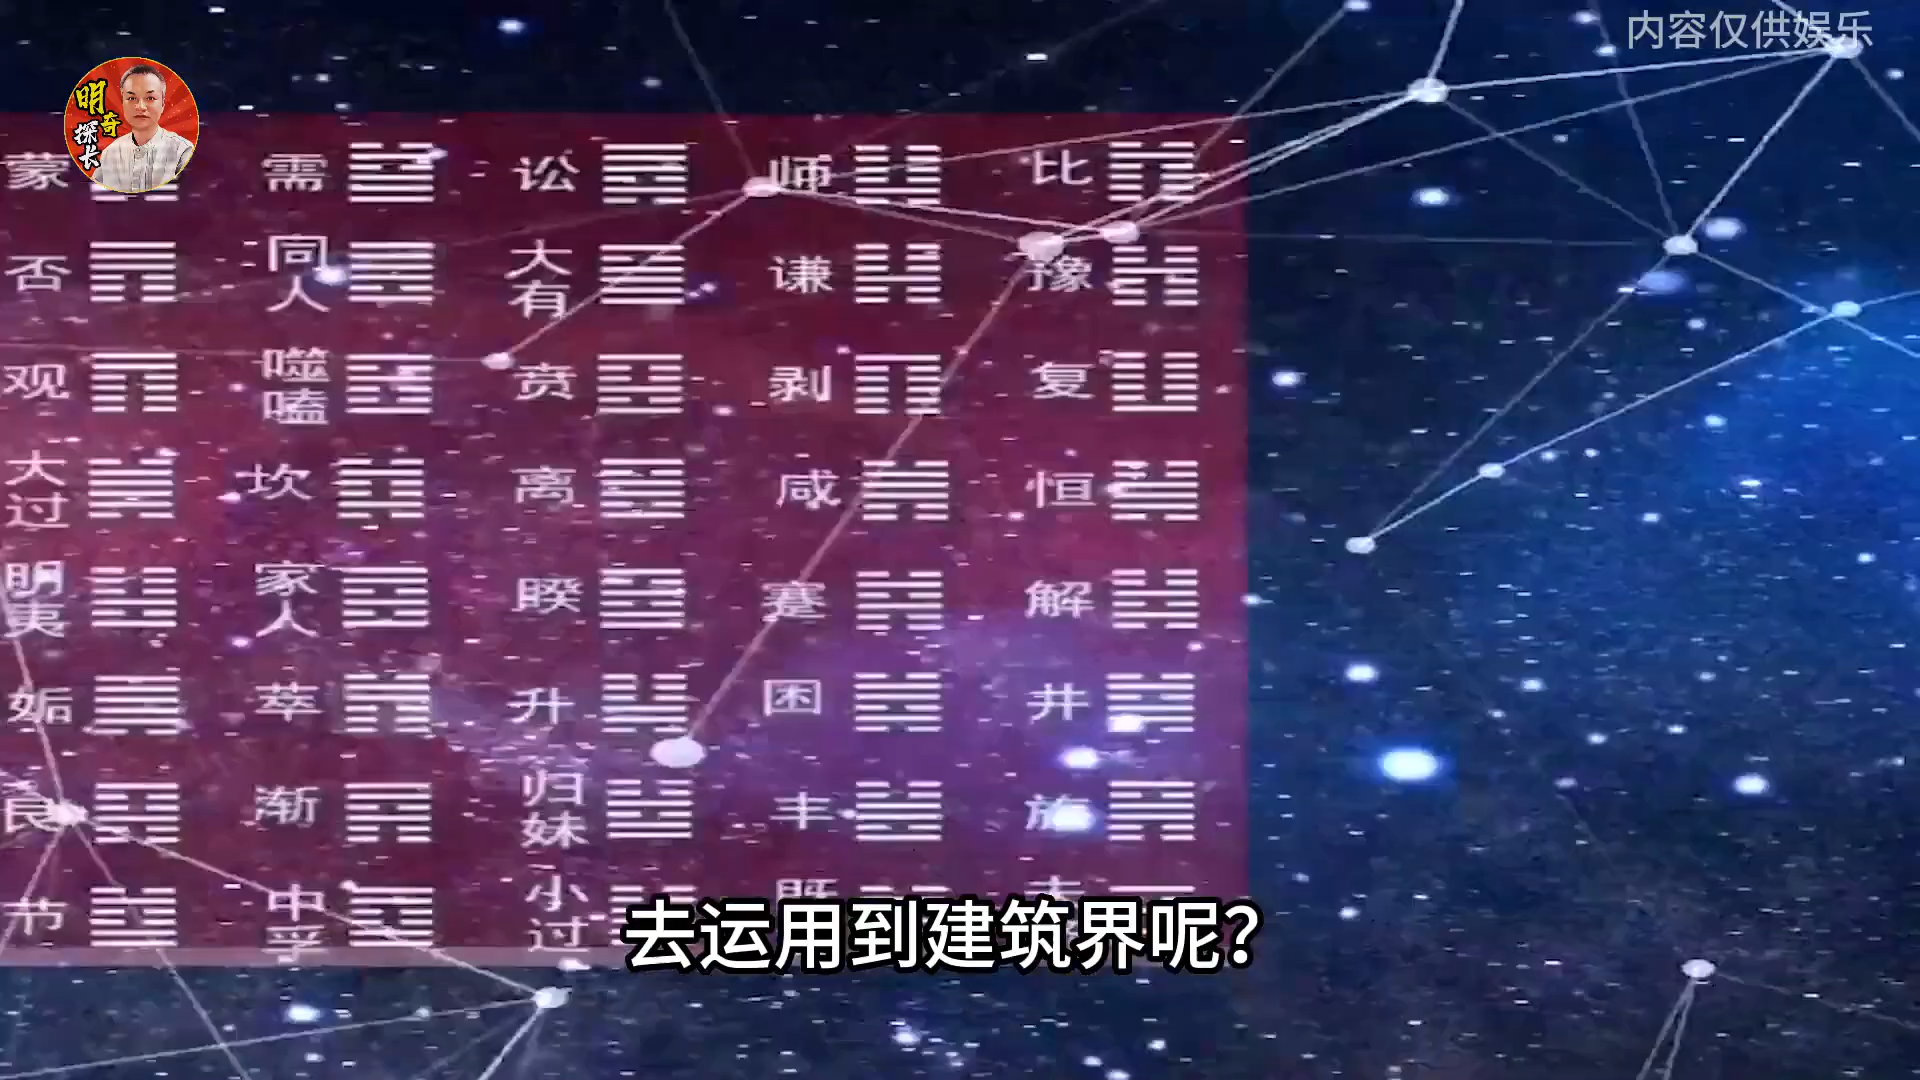 内容仅供娱乐
明奇
探长
蒙 需 讼 师 比
否 同人 大有 谦 豫
观 噬嗑 贲 剥 复
大过 坎 离 咸 恒
明夷 家人 睽 蹇 解
姤 萃 升 困 井
艮 渐 归妹 丰 旅
节 中孚 小过
去运用到建筑界呢?